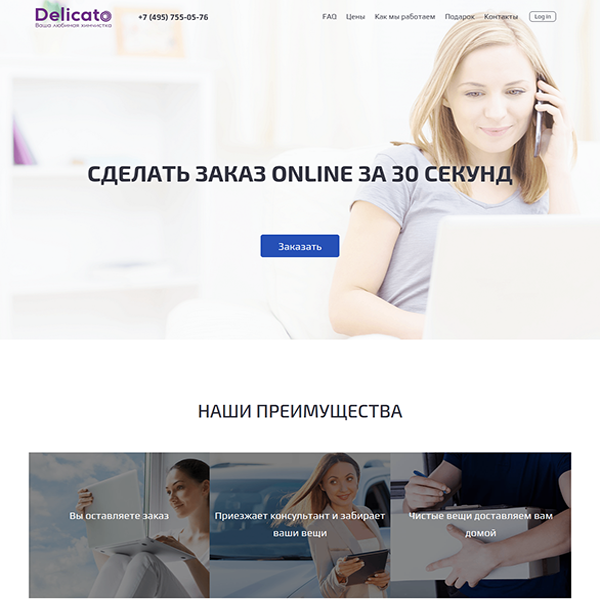 Delicato
Ваша любимая химчистка
+7 (495) 755-05-76
FAQ Цены Как мы работаем Подарок Контакты Log in
СДЕЛАТЬ ЗАКАЗ ONLINE ЗА 30 СЕКУНД
Заказать
НАШИ ПРЕИМУЩЕСТВА
Вы оставляете заказ
Приезжает консультант и забирает
ваши вещи
Чистые вещи доставляем вам
домой